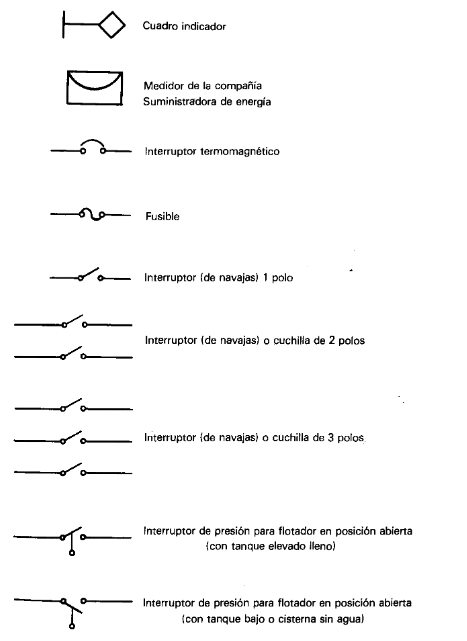 Cuadro indicador
Medidor de la compañía
Suministradora de energía
Interruptor termomagnético
Fusible
Interruptor (de navajas) 1 polo
Interruptor (de navajas) o cuchilla de 2 polos
Interruptor (de navajas) o cuchilla de 3 polos
Interruptor de presión para flotador en posición abierta
(con tanque elevado lleno)
Interruptor de presión para flotador en posición abierta
(con tanque bajo o cisterna sin agua)